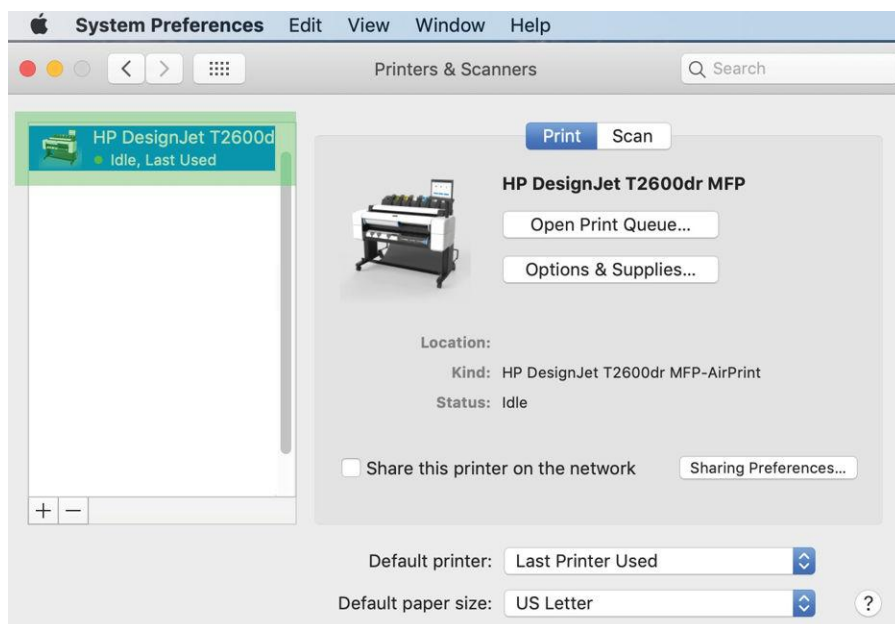 System Preferences Edit View Window Help
Printers & Scanners
Search
HP DesignJet T2600d
Idle, Last Used
Print Scan
HP DesignJet T2600dr MFP
Open Print Queue...
Options & Supplies...
Location:
Kind: HP DesignJet T2600dr MFP-AirPrint
Status: Idle
Share this printer on the network
Sharing Preferences...
+ −
Default printer: Last Printer Used
Default paper size: US Letter
?